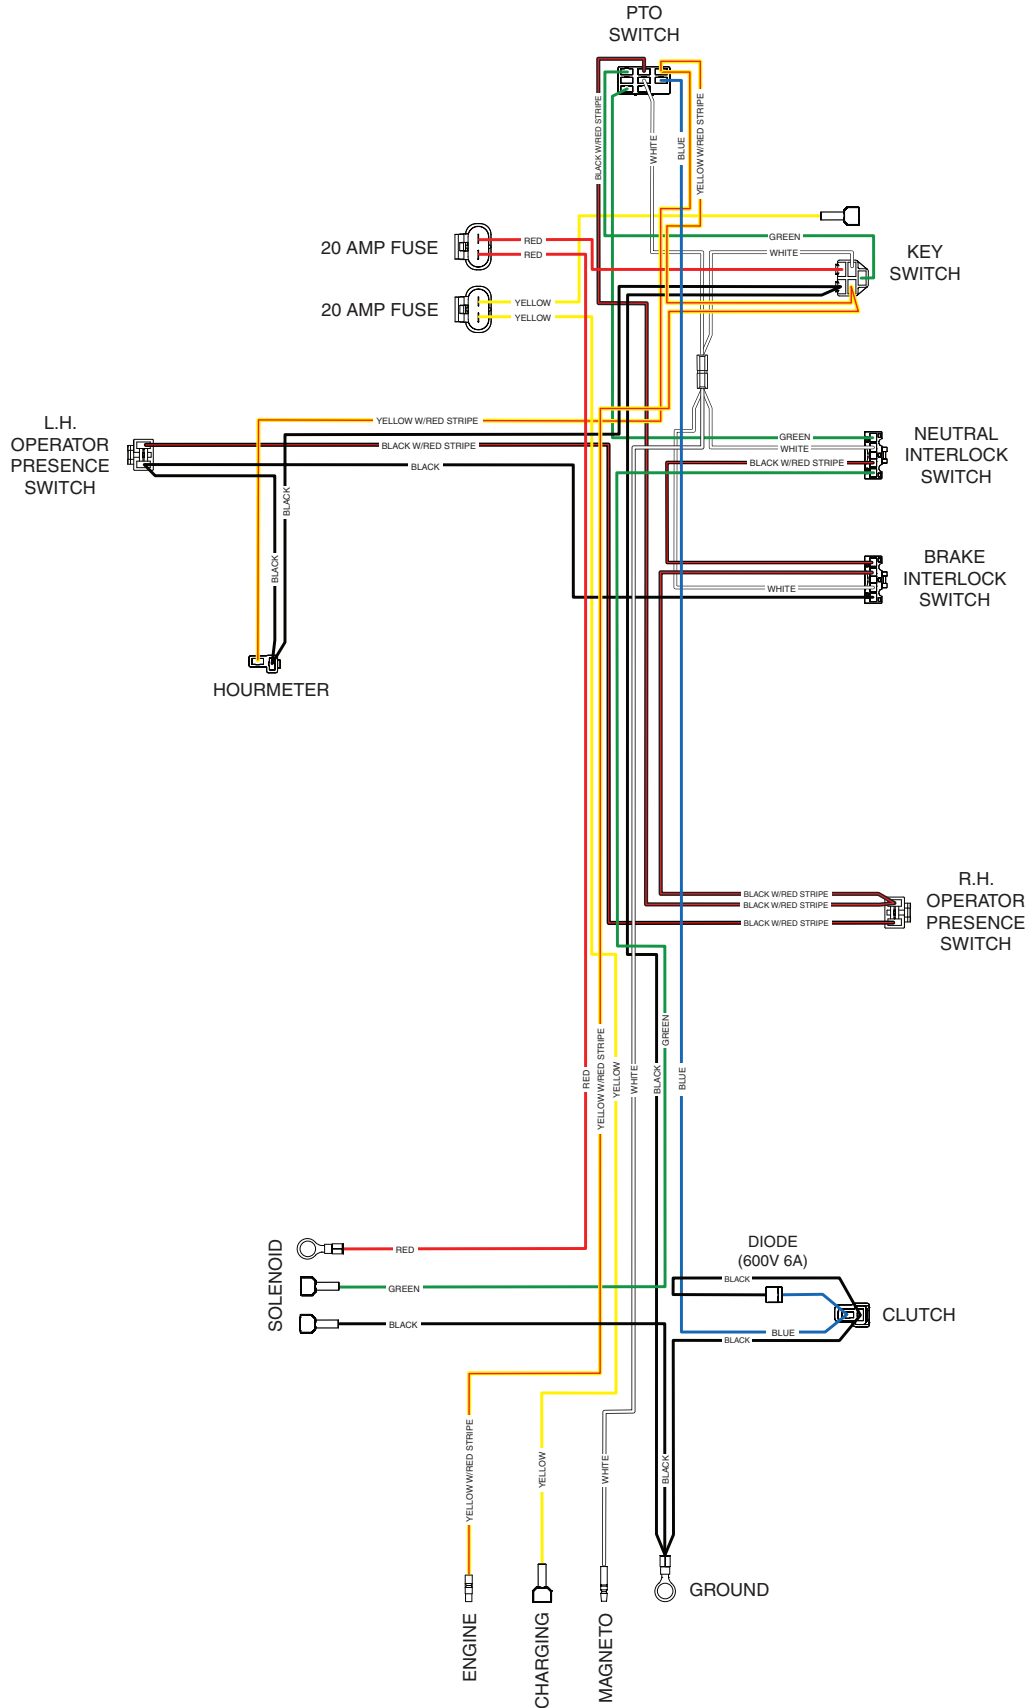 PTO
SWITCH
BLACK W/RED STRIPE
WHITE
BLUE
YELLOW W/RED STRIPE
20 AMP FUSE
RED
RED
GREEN
WHITE
KEY
SWITCH
20 AMP FUSE
YELLOW
YELLOW
L.H.
OPERATOR
PRESENCE
SWITCH
YELLOW W/RED STRIPE
BLACK W/RED STRIPE
BLACK
BLACK
BLACK
HOURMETER
GREEN
WHITE
BLACK W/RED STRIPE
NEUTRAL
INTERLOCK
SWITCH
WHITE
BRAKE
INTERLOCK
SWITCH
BLACK W/RED STRIPE
BLACK W/RED STRIPE
BLACK W/RED STRIPE
R.H.
OPERATOR
PRESENCE
SWITCH
RED
YELLOW W/RED STRIPE
YELLOW
WHITE
BLACK
GREEN
BLUE
SOLENOID
RED
GREEN
BLACK
DIODE
(600V 6A)
BLACK
BLUE
BLACK
CLUTCH
YELLOW W/RED STRIPE
YELLOW
WHITE
BLACK
GROUND
ENGINE
CHARGING
MAGNETO